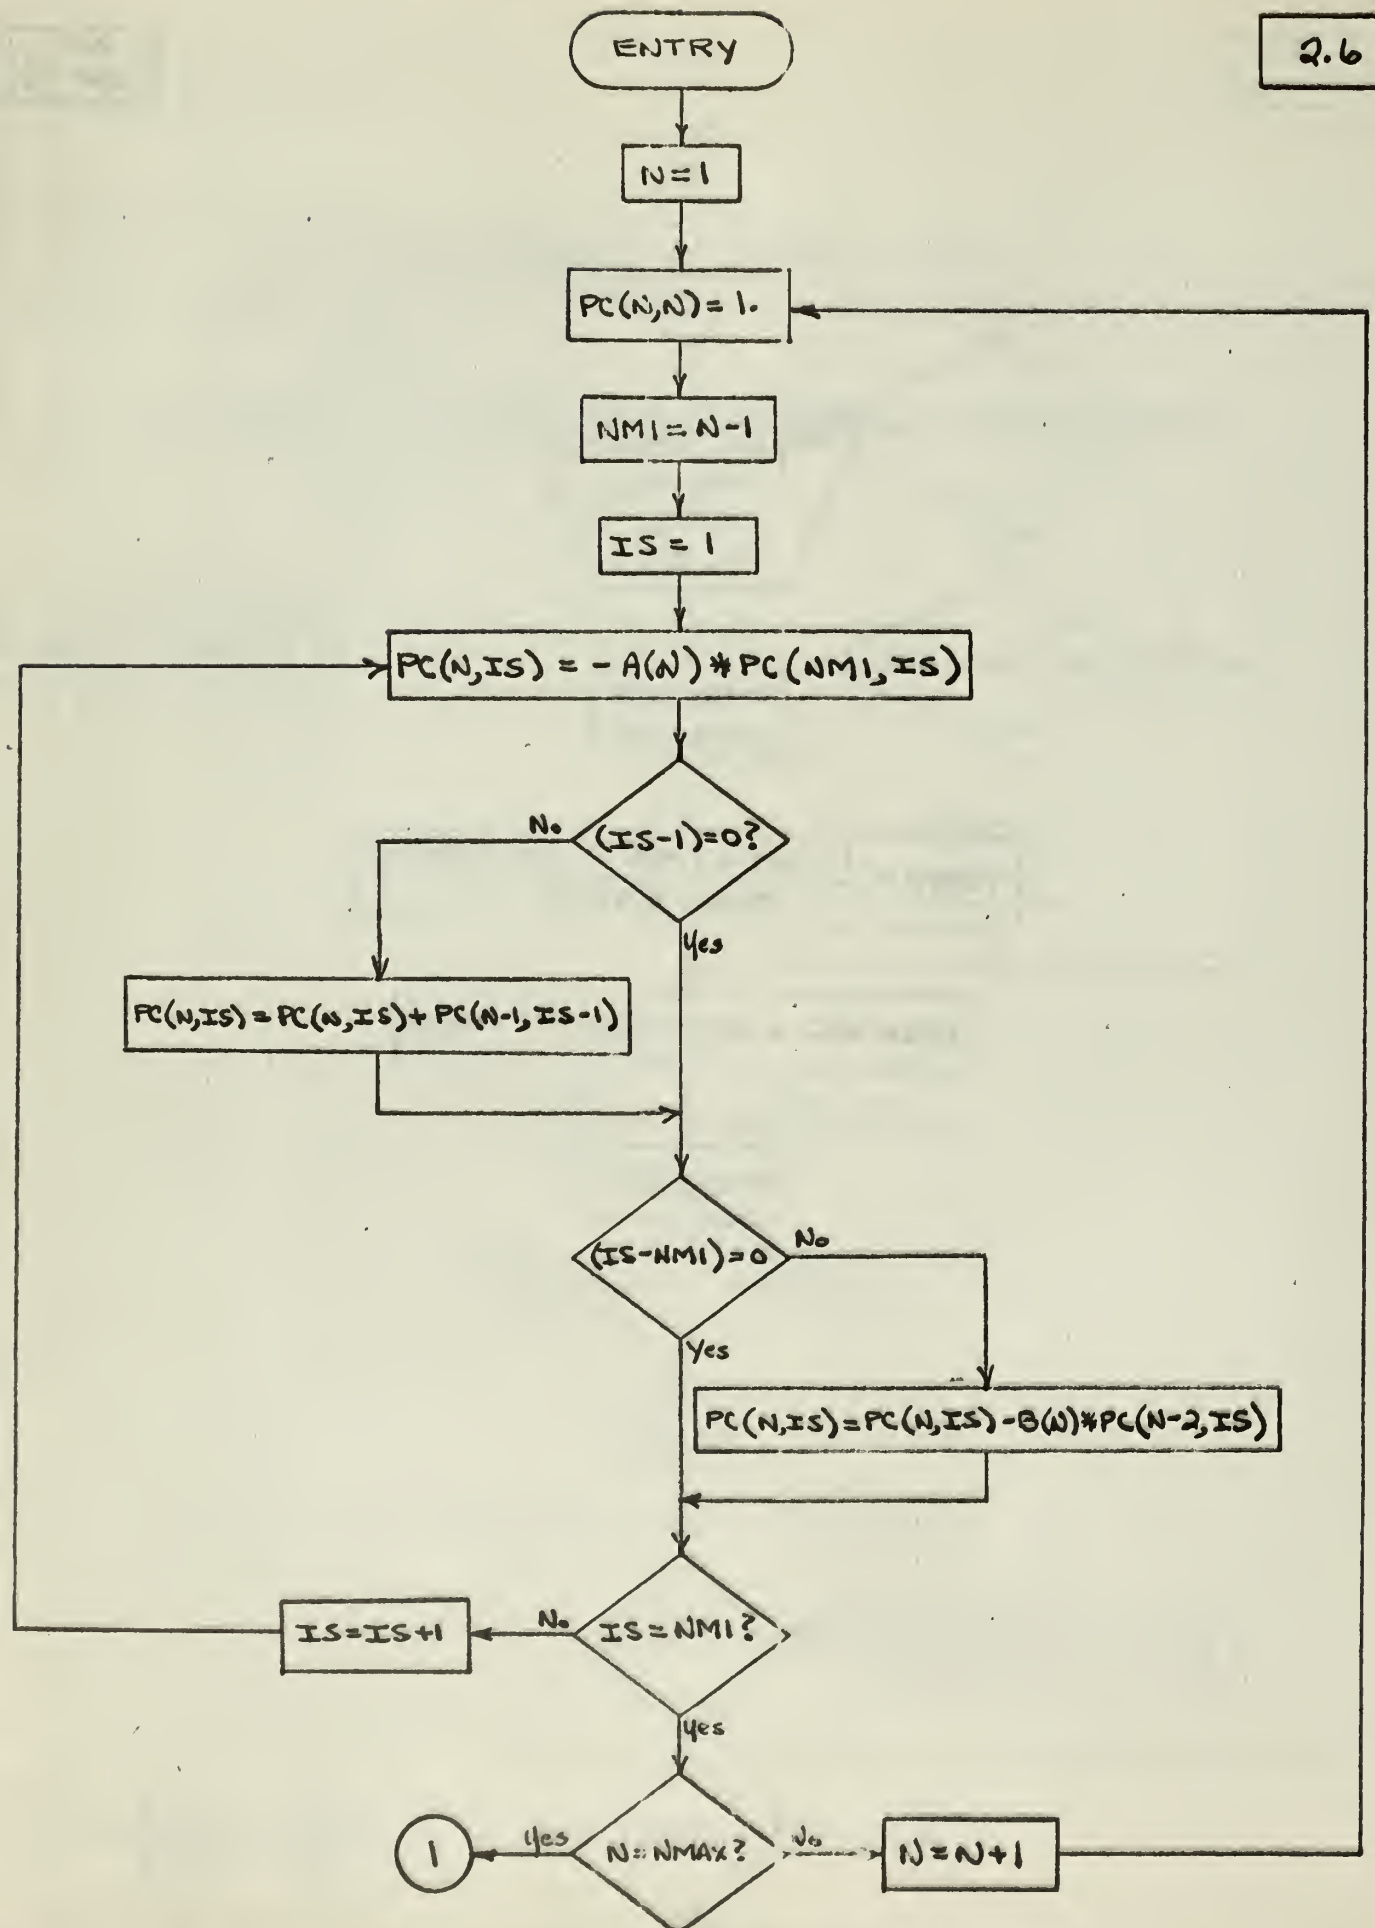 ENTRY
2.6
N=1
PC(N,N)=1.
NM1=N-1
IS=1
PC(N,IS) = -A(N)*PC(NM1,IS)
(IS-1)=0?
No
Yes
PC(N,IS)=PC(N,IS)+PC(N-1,IS-1)
(IS-NM1)=0
No
Yes
PC(N,IS)=PC(N,IS)-B(N)*PC(N-2,IS)
IS=NM1?
No
IS=IS+1
Yes
N=NMAX?
Yes
1
No
N=N+1